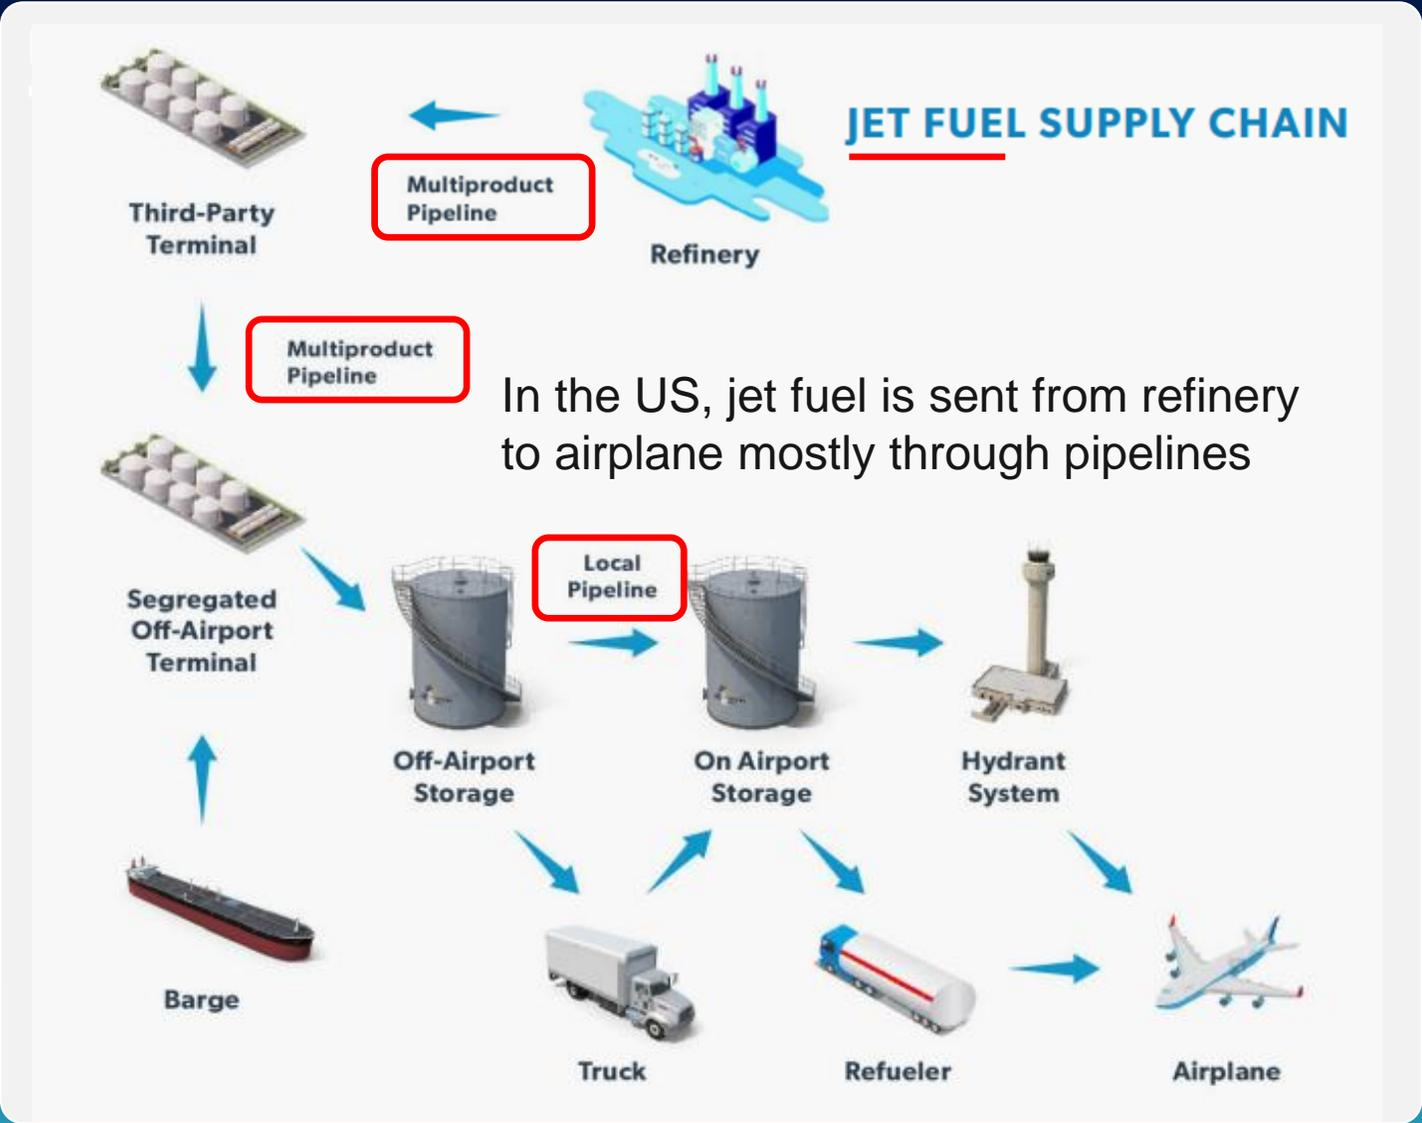 JET FUEL SUPPLY CHAIN
Multiproduct
Pipeline
Third-Party
Terminal
Refinery
Multiproduct
Pipeline
In the US, jet fuel is sent from refinery
to airplane mostly through pipelines
Local
Pipeline
Segregated
Off-Airport
Terminal
Off-Airport
Storage
On Airport
Storage
Hydrant
System
Barge
Truck
Refueler
Airplane